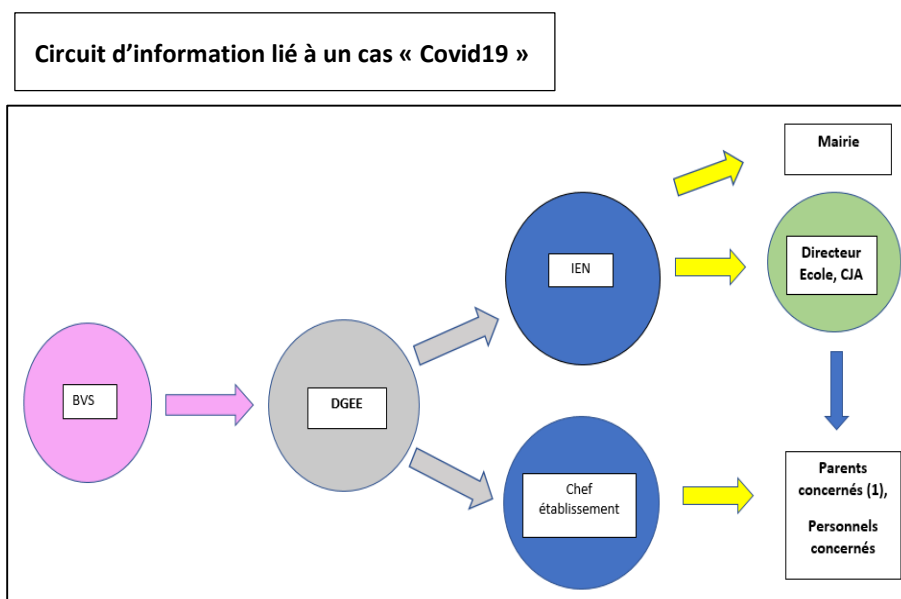 Circuit d’information lié à un cas « Covid19 »
Mairie
IEN
Directeur
Ecole, CJA
BVS
DGEE
Chef
établissement
Parents
concernés (1),
Personnels
concernés